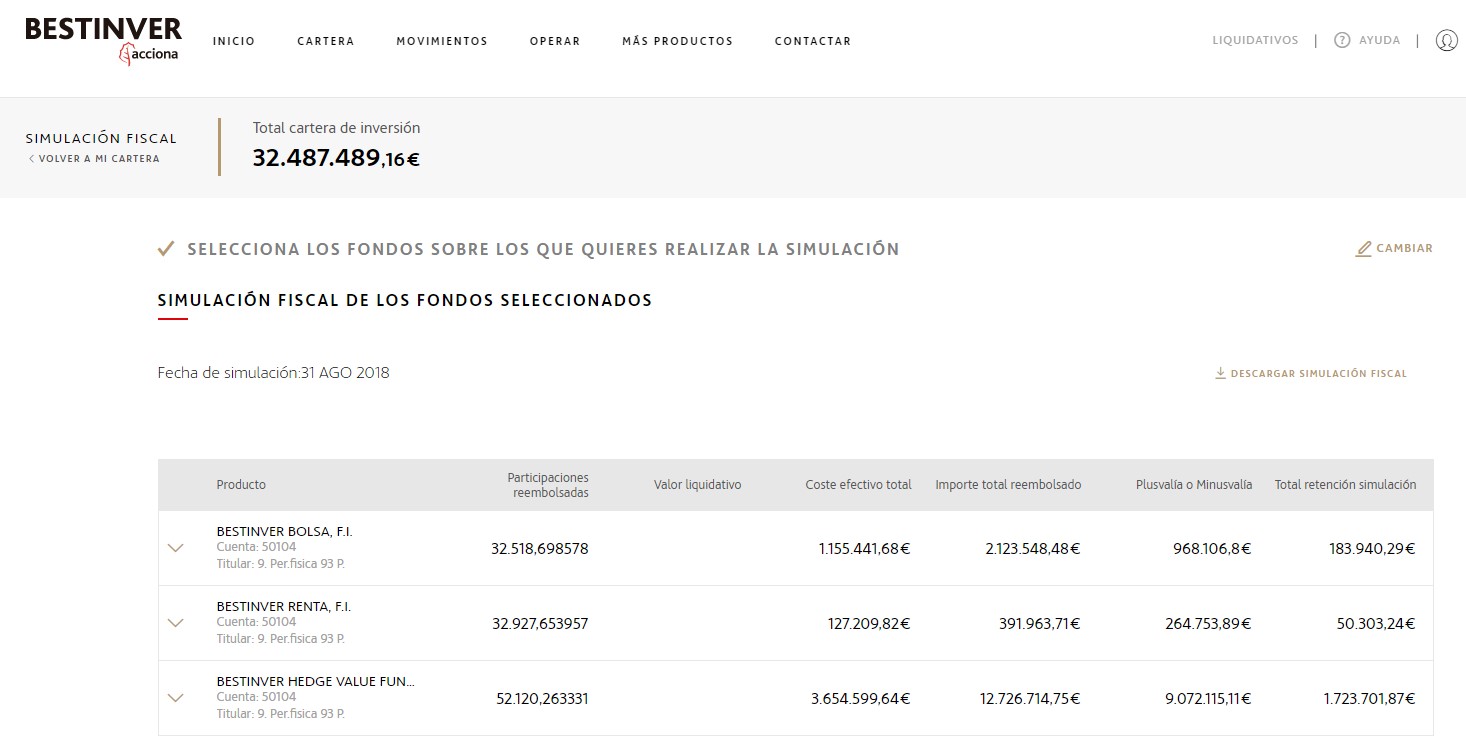 BESTINVER
acciona
INICIO CARTERA MOVIMIENTOS OPERAR MÁS PRODUCTOS CONTACTAR
LIQUIDATIVOS | ? AYUDA |
SIMULACIÓN FISCAL
< VOLVER A MI CARTERA
Total cartera de inversión
32.487.489,16€
SELECCIONA LOS FONDOS SOBRE LOS QUE QUIERES REALIZAR LA SIMULACIÓN
CAMBIAR
SIMULACIÓN FISCAL DE LOS FONDOS SELECCIONADOS
Fecha de simulación:31 AGO 2018
DESCARGAR SIMULACIÓN FISCAL
Producto Participaciones reembolsadas Valor liquidativo Coste efectivo total Importe total reembolsado Plusvalía o Minusvalía Total retención simulación
BESTINVER BOLSA, F.I.
Cuenta: 50104
Titular: 9. Per.fisica 93 P.
32.518,698578 1.155.441,68€ 2.123.548,48€ 968.106,8€ 183.940,29€
BESTINVER RENTA, F.I.
Cuenta: 50104
Titular: 9. Per.fisica 93 P.
32.927,653957 127.209,82€ 391.963,71€ 264.753,89€ 50.303,24€
BESTINVER HEDGE VALUE FUN...
Cuenta: 50104
Titular: 9. Per.fisica 93 P.
52.120,263331 3.654.599,64€ 12.726.714,75€ 9.072.115,11€ 1.723.701,87€